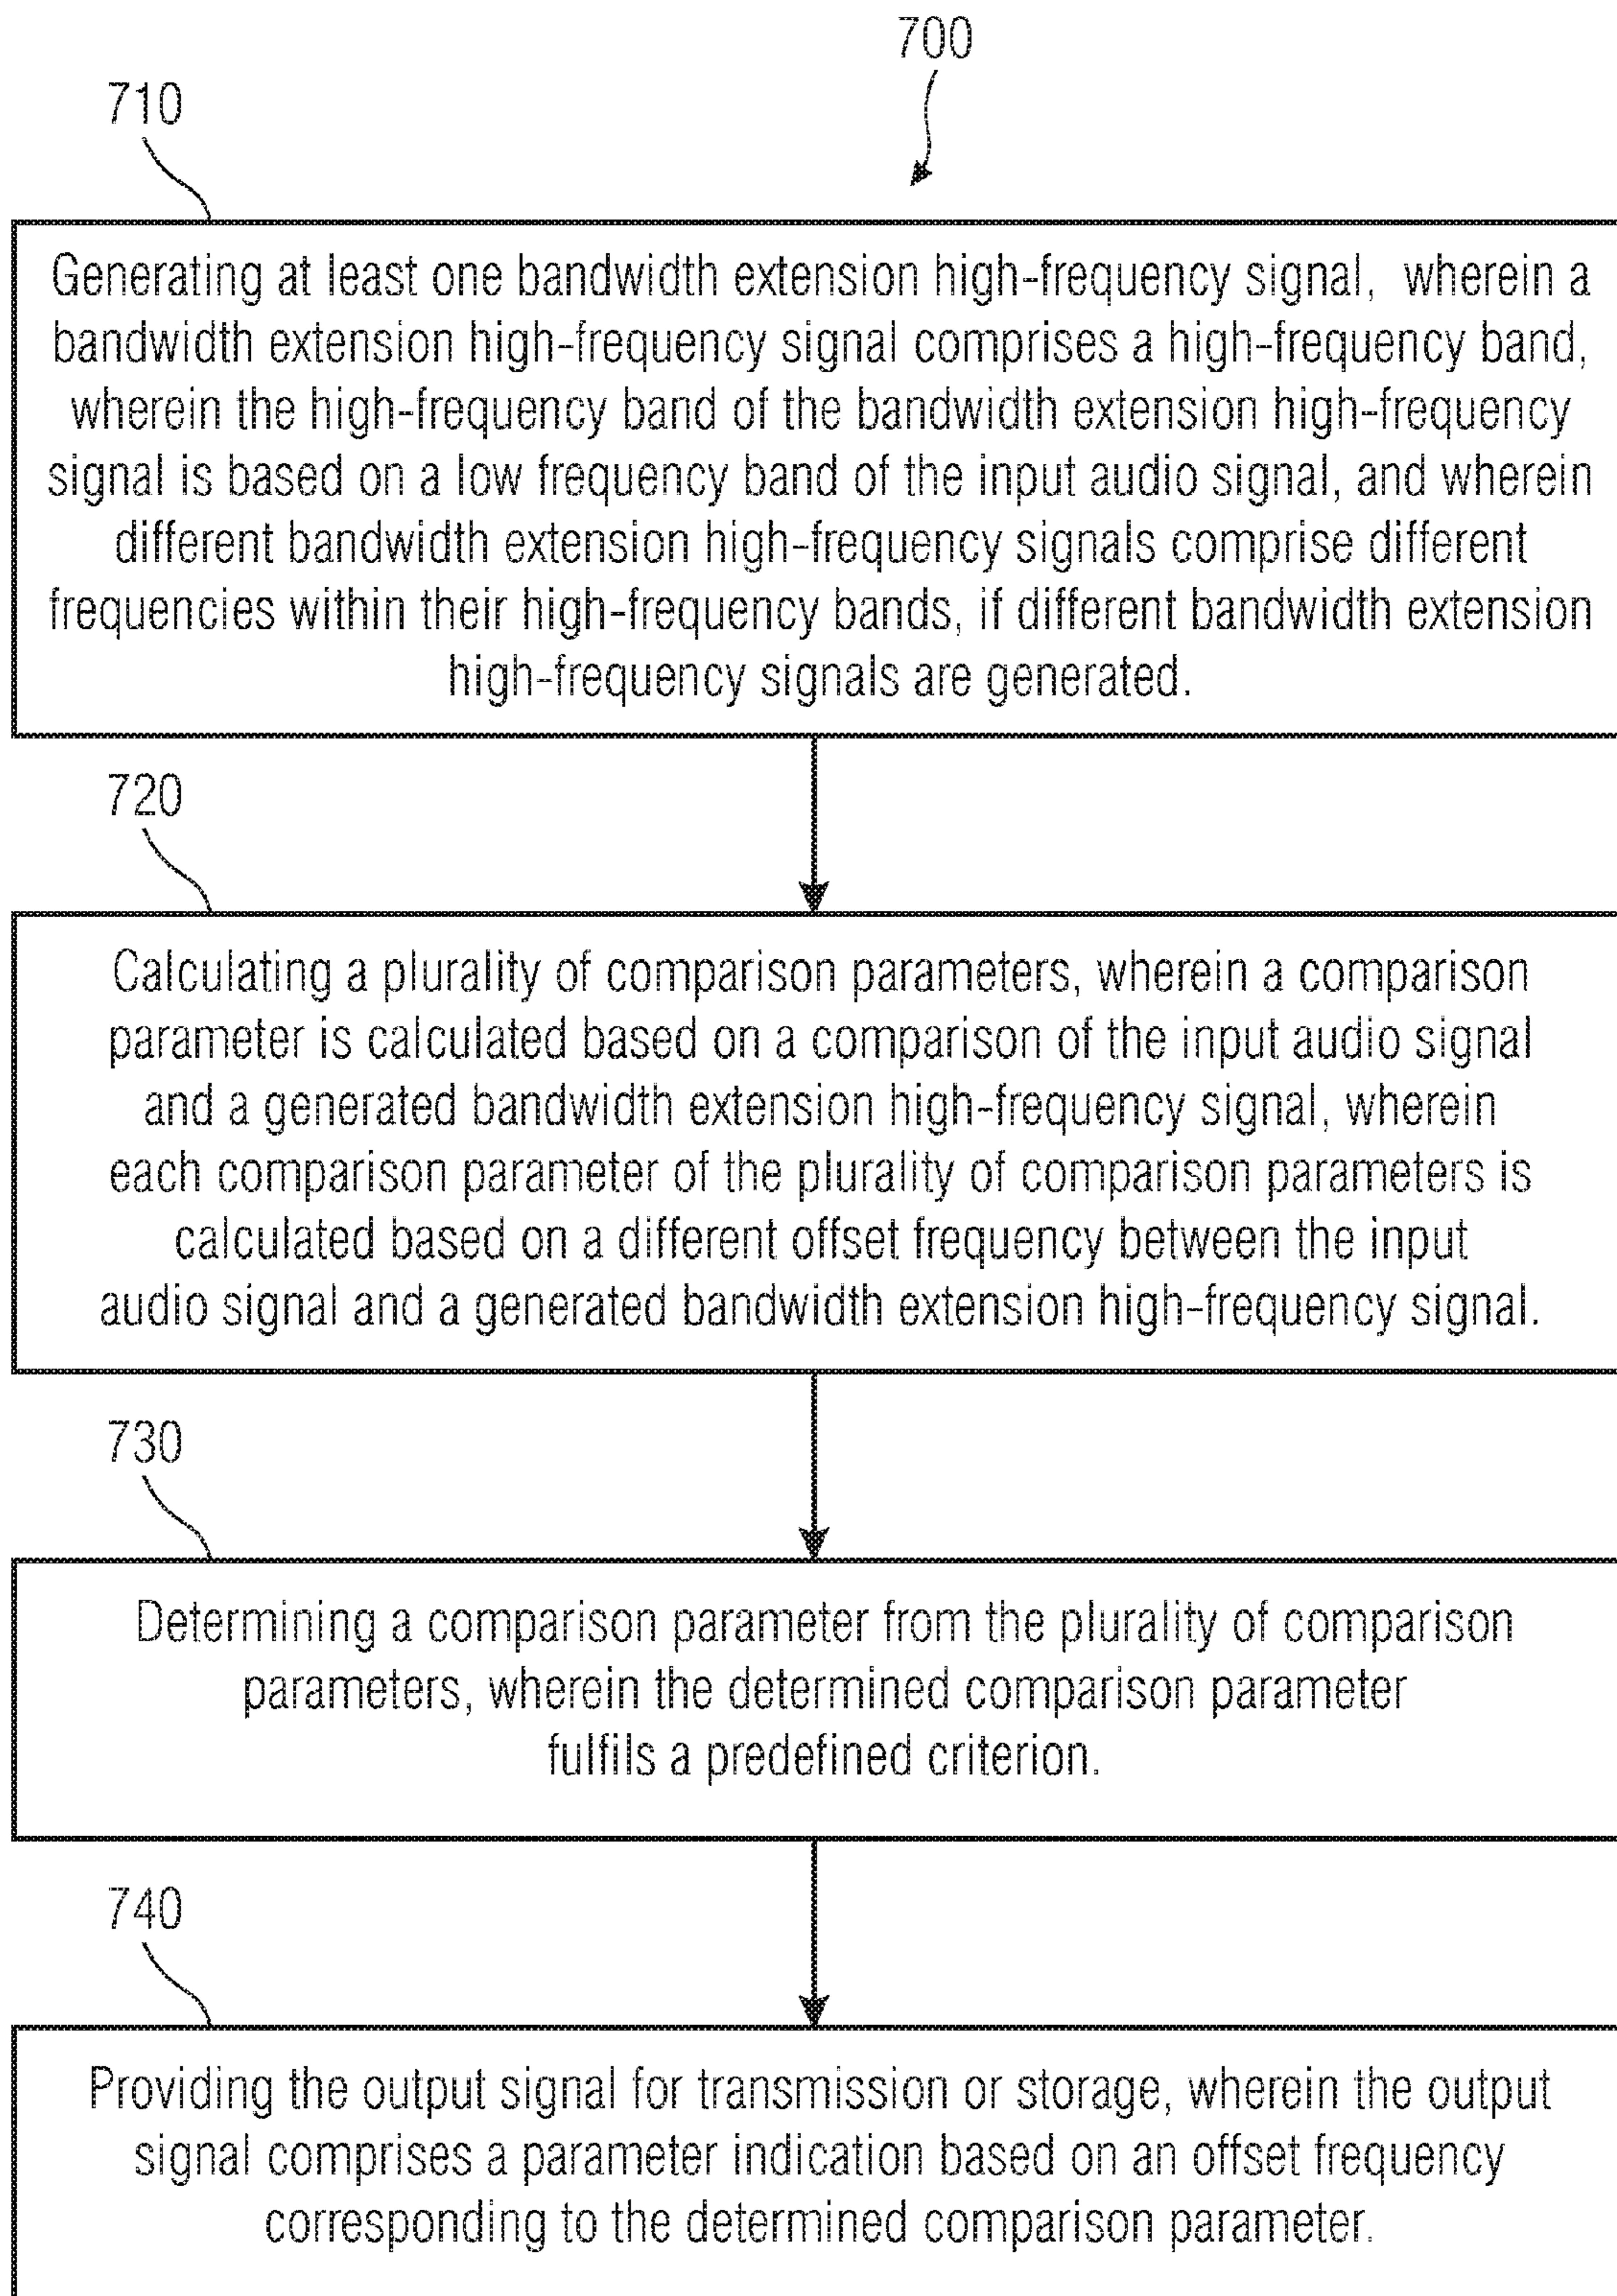 700
710
Generating at least one bandwidth extension high-frequency signal, wherein a
bandwidth extension high-frequency signal comprises a high-frequency band,
wherein the high-frequency band of the bandwidth extension high-frequency
signal is based on a low frequency band of the input audio signal, and wherein
different bandwidth extension high-frequency signals comprise different
frequencies within their high-frequency bands, if different bandwidth extension
high-frequency signals are generated.
720
Calculating a plurality of comparison parameters, wherein a comparison
parameter is calculated based on a comparison of the input audio signal
and a generated bandwidth extension high-frequency signal, wherein
each comparison parameter of the plurality of comparison parameters is
calculated based on a different offset frequency between the input
audio signal and a generated bandwidth extension high-frequency signal.
730
Determining a comparison parameter from the plurality of comparison
parameters, wherein the determined comparison parameter
fulfils a predefined criterion.
740
Providing the output signal for transmission or storage, wherein the output
signal comprises a parameter indication based on an offset frequency
corresponding to the determined comparison parameter.